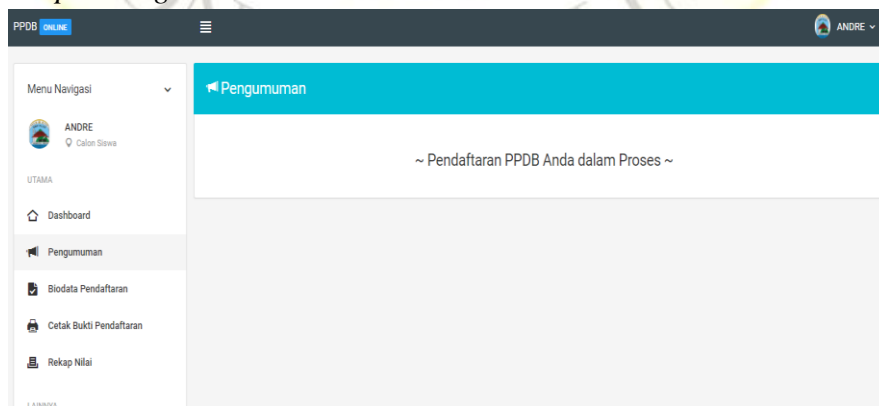 PPDB ONLINE
ANDRE
Menu Navigasi
ANDRE
Calon Siswa
UTAMA
Dashboard
Pengumuman
Biodata Pendaftaran
Cetak Bukti Pendaftaran
Rekap Nilai
Pengumuman
~ Pendaftaran PPDB Anda dalam Proses ~